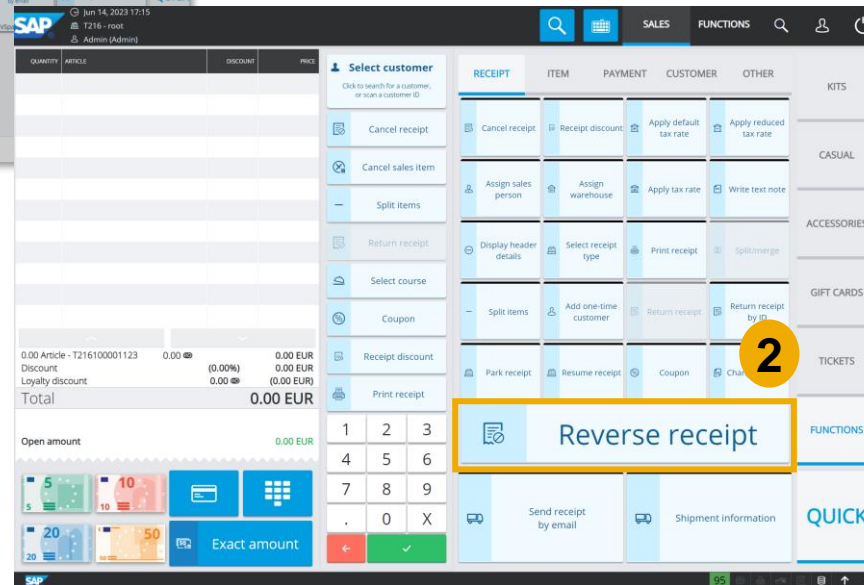 by Email
SAP
Jun 14, 2023 17:15
T216 - root
Admin (Admin)
SALES
FUNCTIONS
QUANTITY
ARTICLE
DISCOUNT
PRICE
0.00 Article - T216100001123 0.00 0.00 EUR
Discount (0.00%) 0.00 EUR
Loyalty discount 0.00 (0.00 EUR)
Total 0.00 EUR
Open amount 0.00 EUR
5
5
10
10
20
20
50
Exact amount
Select customer
Click to search for a customer,
or scan a customer ID
Cancel receipt
Cancel sales item
Split items
Return receipt
Select course
Coupon
Receipt discount
Print receipt
1 2 3
4 5 6
7 8 9
. 0 X
RECEIPT
ITEM
PAYMENT
CUSTOMER
OTHER
Cancel receipt
Receipt discount
Apply default
tax rate
Apply reduced
tax rate
Assign sales
person
Assign
warehouse
Apply tax rate
Write text note
Display header
details
Select receipt
type
Print receipt
Split/merge
Split items
Add one-time
customer
Return receipt
Return receipt
by ID
Park receipt
Resume receipt
Coupon
2
Reverse receipt
Send receipt
by email
Shipment information
KITS
CASUAL
ACCESSORIES
GIFT CARDS
TICKETS
FUNCTIONS
QUICK
SAP
95